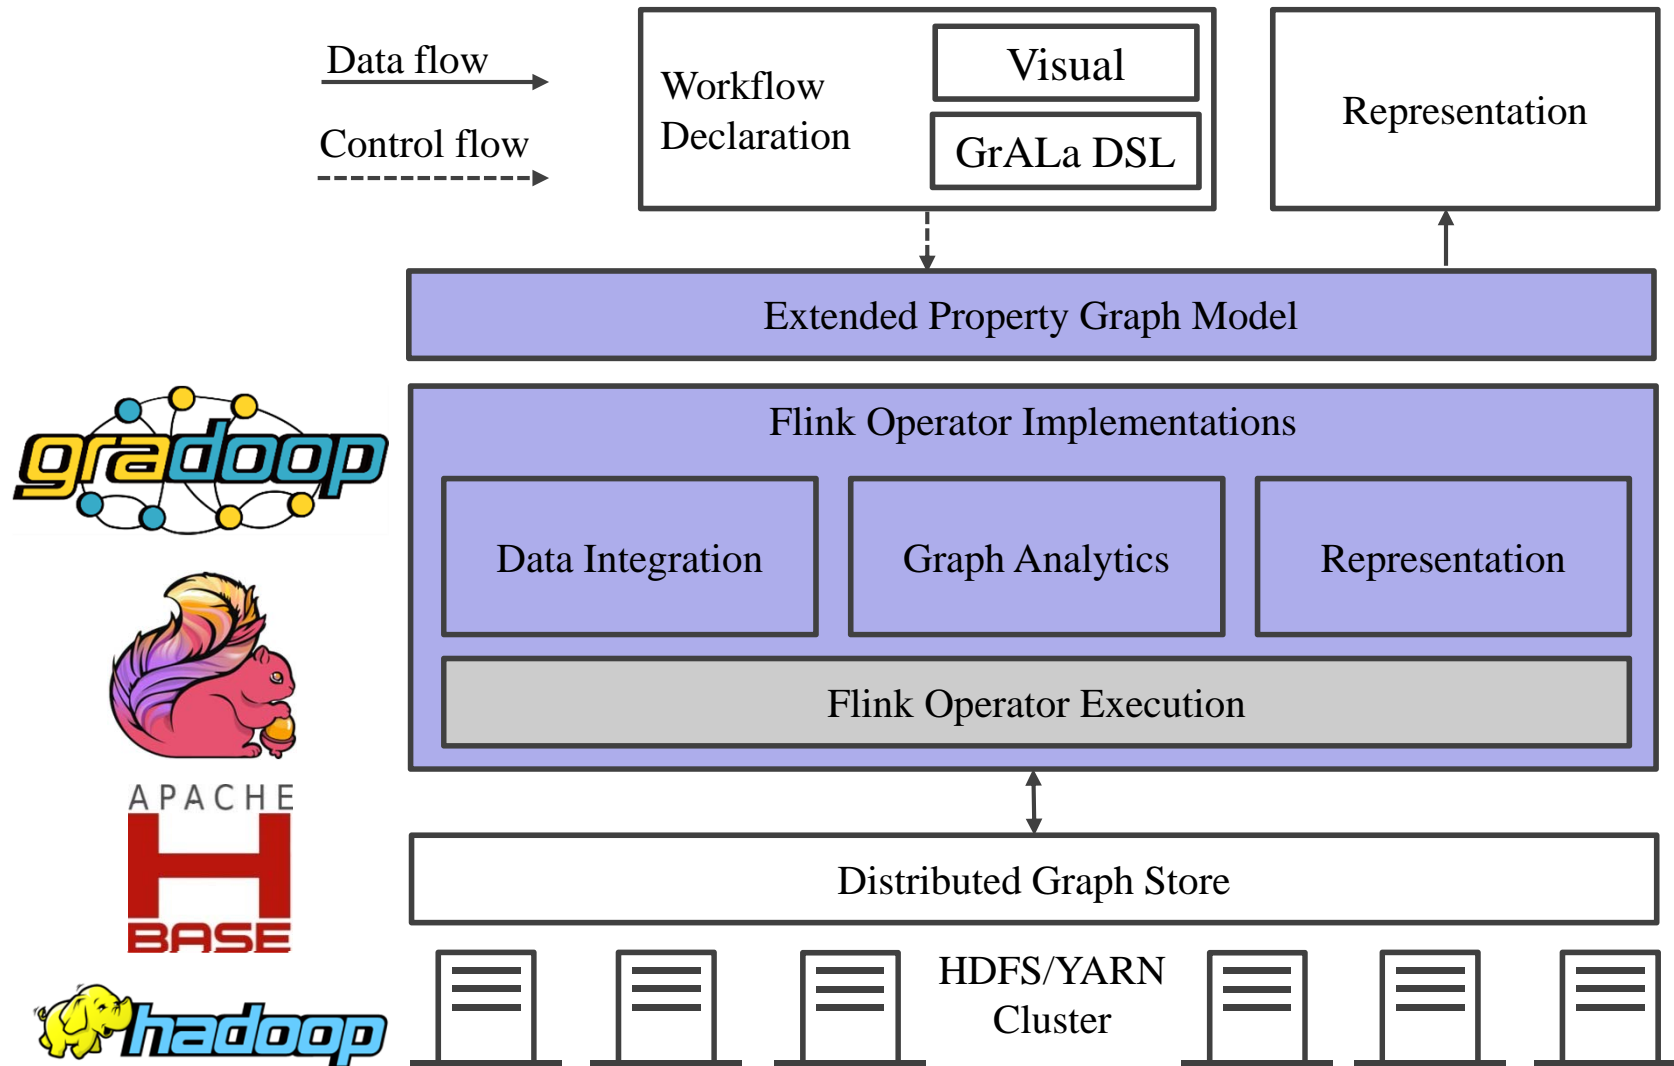 Data flow
Control flow
Workflow
Declaration
Visual
GrALa DSL
Representation
Extended Property Graph Model
gradoop
Flink Operator Implementations
Data Integration
Graph Analytics
Representation
Flink Operator Execution
APACHE
H
BASE
Distributed Graph Store
hadoop
HDFS/YARN
Cluster